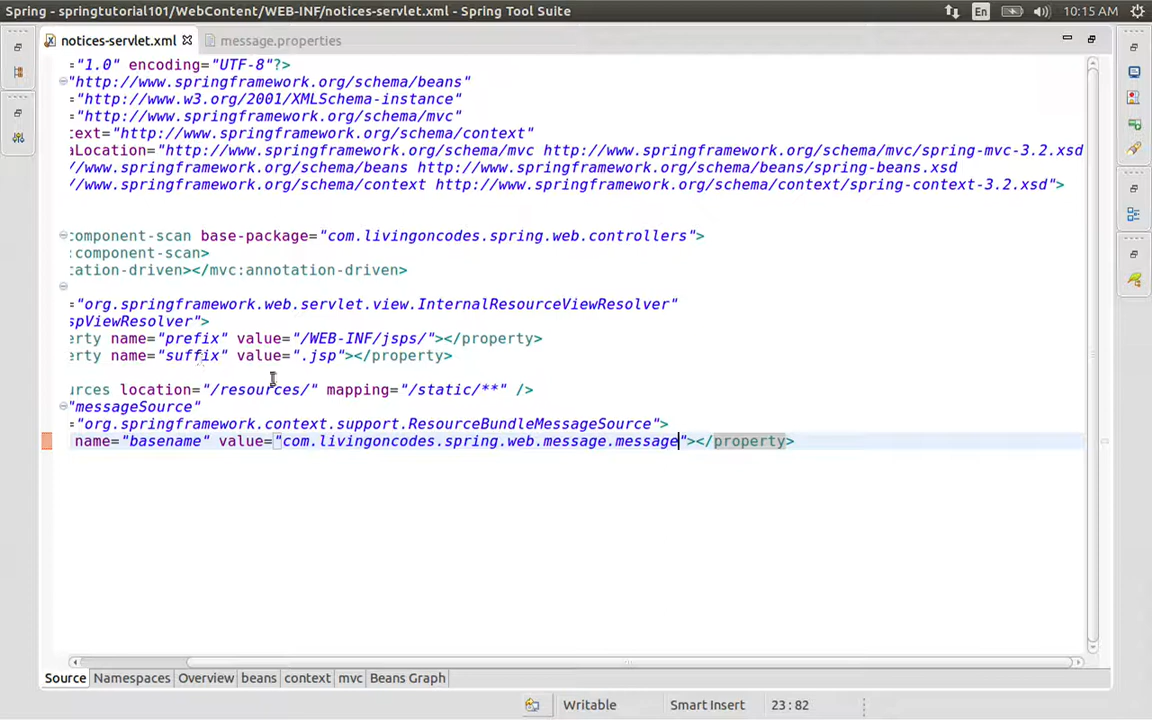 Spring - springtutorial101/WebContent/WEB-INF/notices-servlet.xml - Spring Tool Suite
En
10:15 AM
notices-servlet.xml
message.properties
="1.0" encoding="UTF-8"?>
"http://www.springframework.org/schema/beans"
="http://www.w3.org/2001/XMLSchema-instance"
="http://www.springframework.org/schema/mvc"
text="http://www.springframework.org/schema/context"
aLocation="http://www.springframework.org/schema/mvc http://www.springframework.org/schema/mvc/spring-mvc-3.2.xsd
//www.springframework.org/schema/beans http://www.springframework.org/schema/beans/spring-beans.xsd
//www.springframework.org/schema/context http://www.springframework.org/schema/context/spring-context-3.2.xsd">
component-scan base-package="com.livingoncodes.spring.web.controllers">
:component-scan>
cation-driven></mvc:annotation-driven>
="org.springframework.web.servlet.view.InternalResourceViewResolver"
spViewResolver">
erty name="prefix" value="/WEB-INF/jsps/"></property>
erty name="suffix" value=".jsp"></property>
urces location="/resources/" mapping="/static/**" />
"messageSource"
="org.springframework.context.support.ResourceBundleMessageSource">
name="basename" value="com.livingoncodes.spring.web.message.message"></property>
Source
Namespaces
Overview
beans
context
mvc
Beans Graph
Writable
Smart Insert
23:82